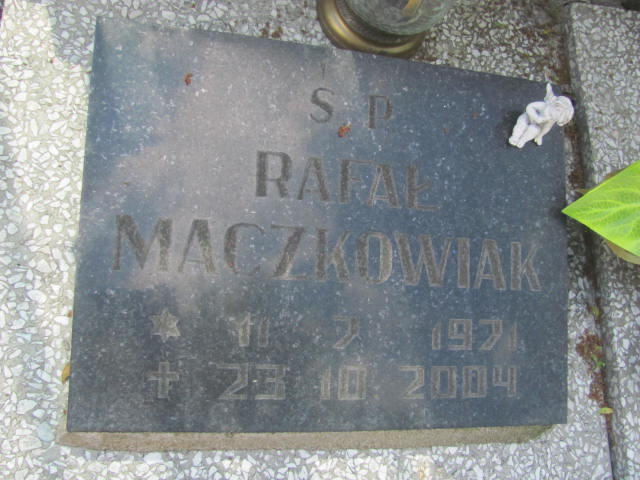 Ś P
RAFAŁ
MACZKOWIAK
* 11 7 1971
✝ 23 10 2004